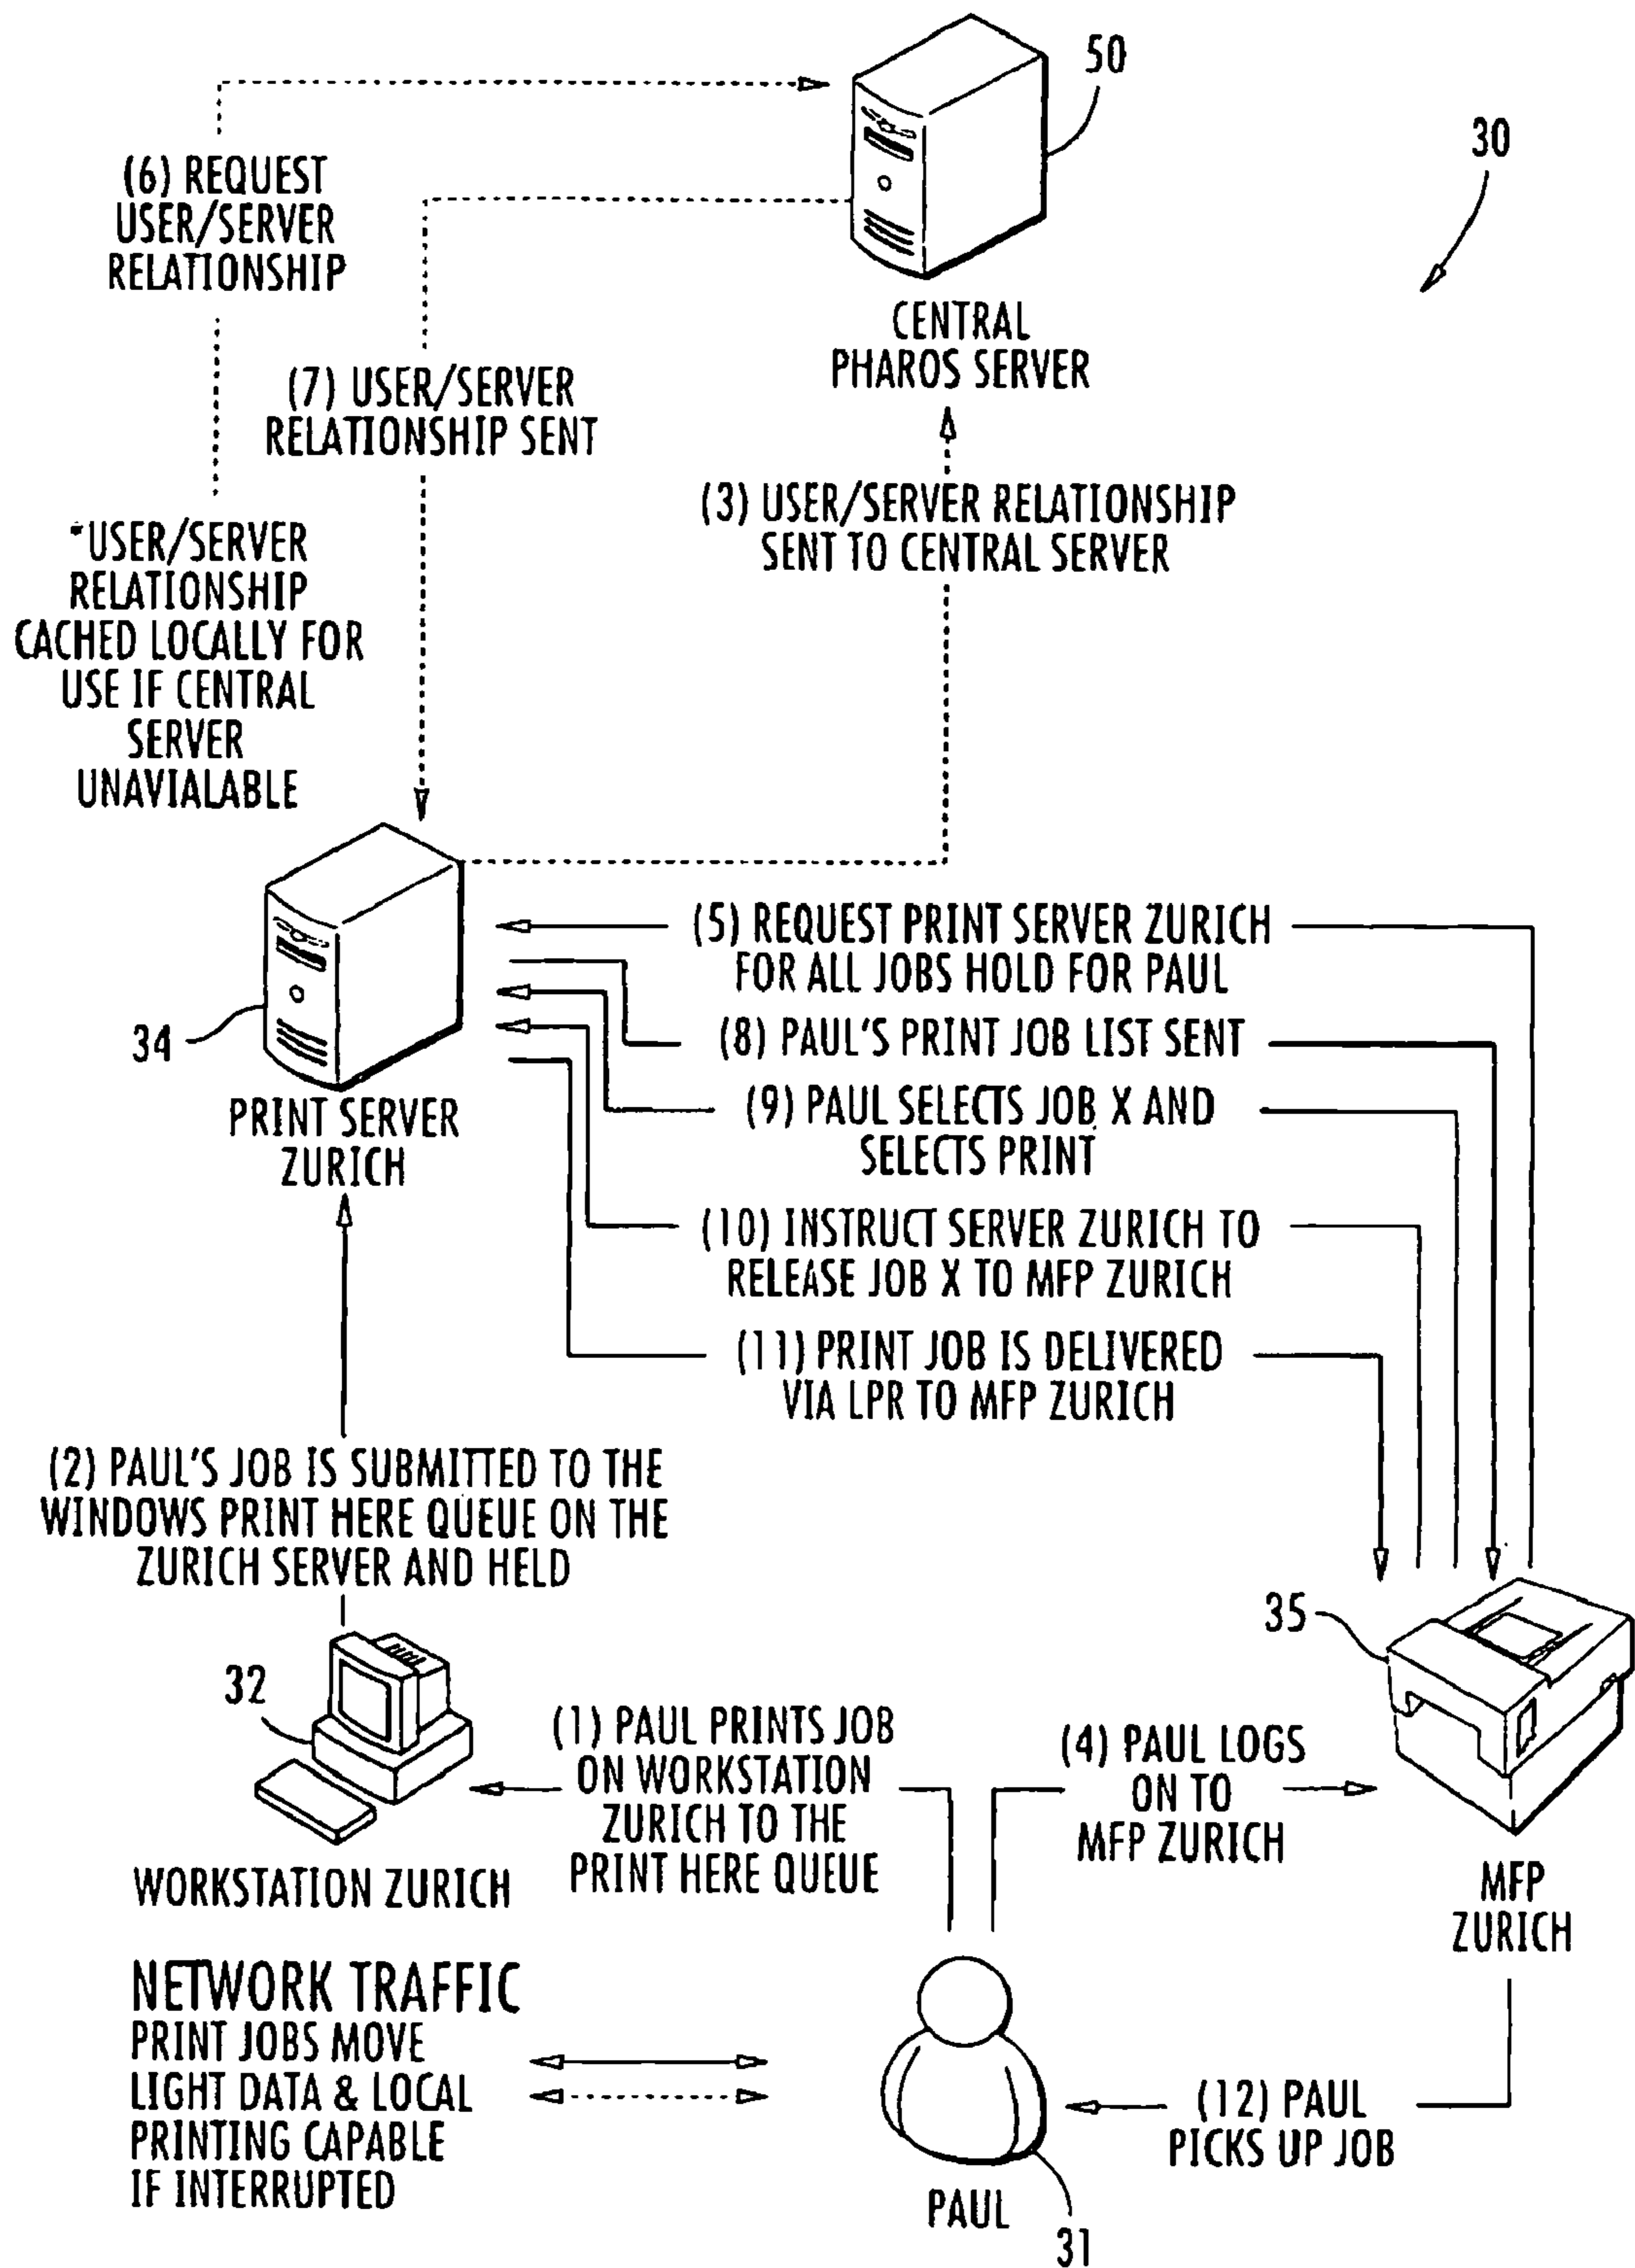 50
30
(6) REQUEST
USER/SERVER
RELATIONSHIP
CENTRAL
PHAROS SERVER
(7) USER/SERVER
RELATIONSHIP SENT
(3) USER/SERVER RELATIONSHIP
SENT TO CENTRAL SERVER
*USER/SERVER
RELATIONSHIP
CACHED LOCALLY FOR
USE IF CENTRAL
SERVER
UNAVIALABLE
34
PRINT SERVER
ZURICH
(5) REQUEST PRINT SERVER ZURICH
FOR ALL JOBS HOLD FOR PAUL
(8) PAUL'S PRINT JOB LIST SENT
(9) PAUL SELECTS JOB X AND
SELECTS PRINT
(10) INSTRUCT SERVER ZURICH TO
RELEASE JOB X TO MFP ZURICH
(11) PRINT JOB IS DELIVERED
VIA LPR TO MFP ZURICH
(2) PAUL'S JOB IS SUBMITTED TO THE
WINDOWS PRINT HERE QUEUE ON THE
ZURICH SERVER AND HELD
35
32
WORKSTATION ZURICH
(1) PAUL PRINTS JOB
ON WORKSTATION
ZURICH TO THE
PRINT HERE QUEUE
(4) PAUL LOGS
ON TO
MFP ZURICH
MFP
ZURICH
NETWORK TRAFFIC
PRINT JOBS MOVE
LIGHT DATA & LOCAL
PRINTING CAPABLE
IF INTERRUPTED
(12) PAUL
PICKS UP JOB
PAUL
31